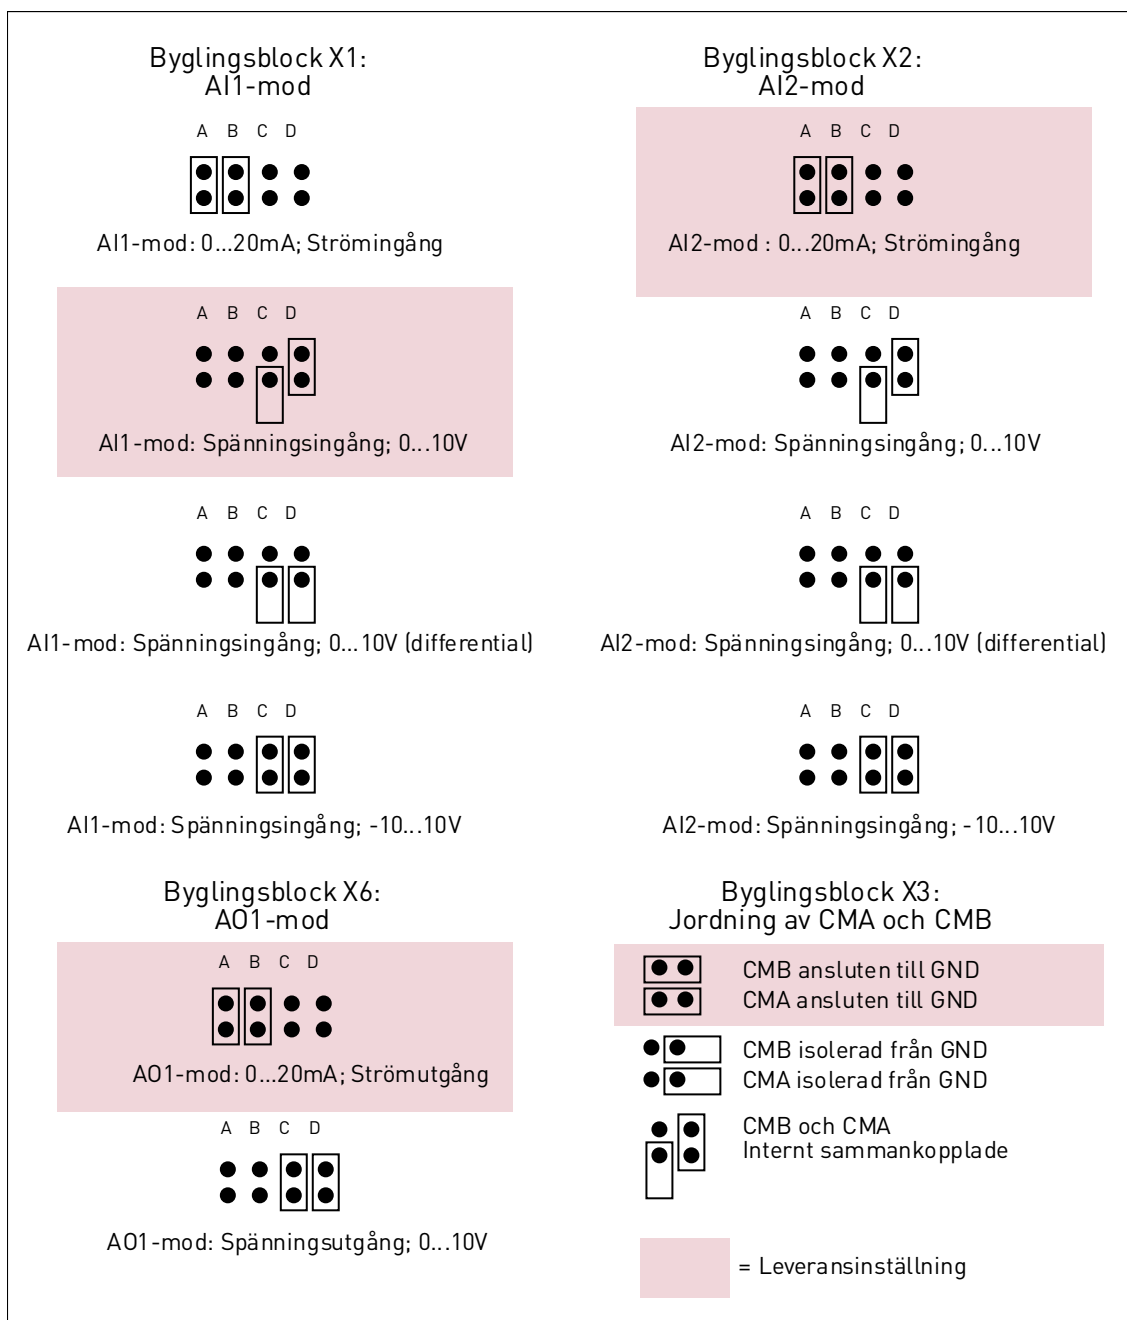 Byglingsblock X1:
AI1-mod
A B C D
AI1-mod: 0...20mA; Strömingång
A B C D
AI1-mod: Spänningsingång; 0...10V
A B C D
AI1-mod: Spänningsingång; 0...10V (differential)
A B C D
AI1-mod: Spänningsingång; -10...10V
Byglingsblock X2:
AI2-mod
A B C D
AI2-mod : 0...20mA; Strömingång
A B C D
AI2-mod: Spänningsingång; 0...10V
A B C D
AI2-mod: Spänningsingång; 0...10V (differential)
A B C D
AI2-mod: Spänningsingång; -10...10V
Byglingsblock X6:
AO1-mod
A B C D
AO1-mod: 0...20mA; Strömutgång
A B C D
AO1-mod: Spänningsutgång; 0...10V
Byglingsblock X3:
Jordning av CMA och CMB
CMB ansluten till GND
CMA ansluten till GND
CMB isolerad från GND
CMA isolerad från GND
CMB och CMA
Internt sammankopplade
= Leveransinställning